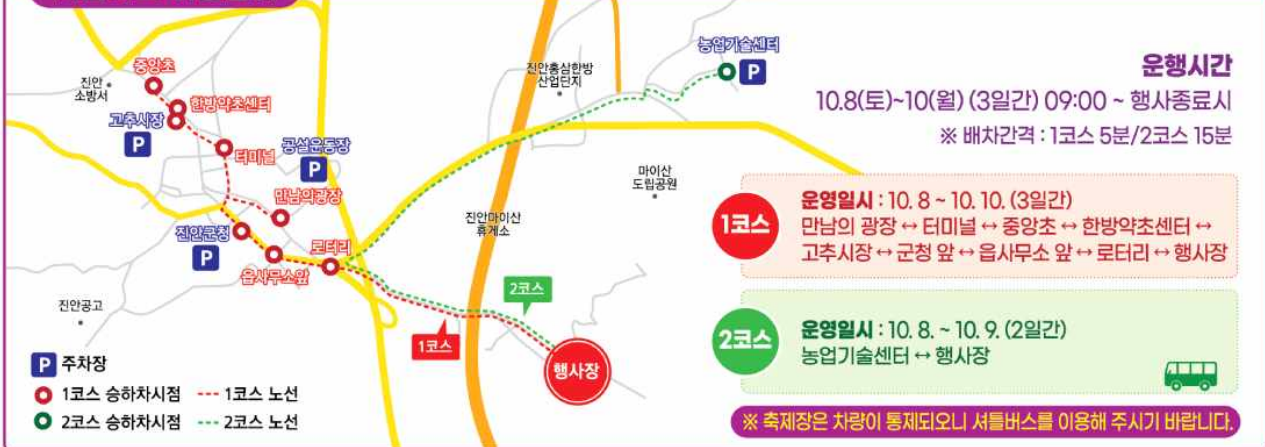 중앙초
진안
소방서
한방약초센터
고추시장
P
터미널
공설운동장
P
만남의광장
진안군청
P
읍사무소앞
로터리
진안공고
진안홍삼한방
산업단지
농업기술센터
P
마이산
도립공원
진안마이산
휴게소
2코스
1코스
행사장
P 주차장
1코스 승하차시점 1코스 노선
2코스 승하차시점 2코스 노선
운행시간
10.8(토)~10(월) (3일간) 09:00 ~ 행사종료시
※ 배차간격 : 1코스 5분/2코스 15분
1코스
운영일시 : 10. 8 ~ 10. 10. (3일간)
만남의 광장 ↔ 터미널 ↔ 중앙초 ↔ 한방약초센터 ↔
고추시장 ↔ 군청 앞 ↔ 읍사무소 앞 ↔ 로터리 ↔ 행사장
2코스
운영일시 : 10. 8. ~ 10. 9. (2일간)
농업기술센터 ↔ 행사장
※ 축제장은 차량이 통제되오니 셔틀버스를 이용해 주시기 바랍니다.